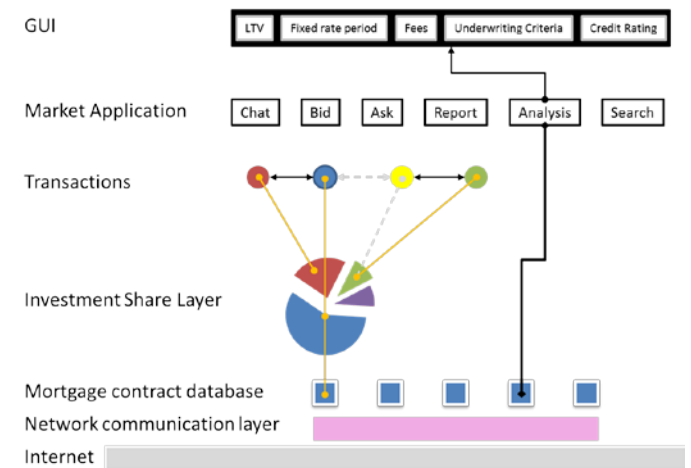 GUI
LTV
Fixed rate period
Fees
Underwriting Criteria
Credit Rating
Market Application
Chat
Bid
Ask
Report
Analysis
Search
Transactions
Investment Share Layer
Mortgage contract database
Network communication layer
Internet